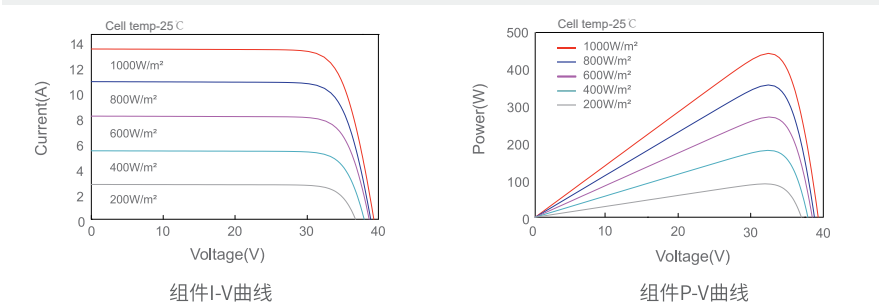 Cell temp-25℃
14
12
10
8
6
4
2
0
Current(A)
1000W/m²
800W/m²
600W/m²
400W/m²
200W/m²
0 10 20 30 40
Voltage(V)
组件I-V曲线
Cell temp-25℃
500
400
300
200
100
0
Power(W)
1000W/m²
800W/m²
600W/m²
400W/m²
200W/m²
0 10 20 30 40
Voltage(V)
组件P-V曲线